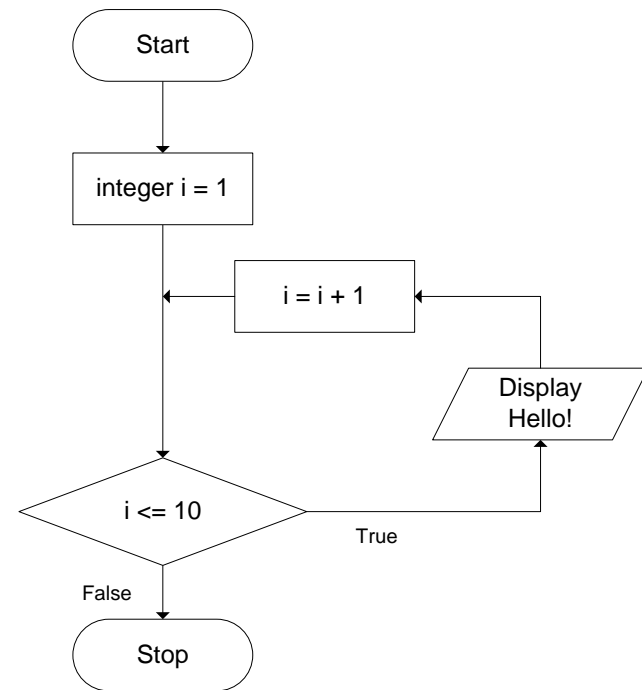 Start
integer i = 1
i = i + 1
Display
Hello!
i <= 10
True
False
Stop